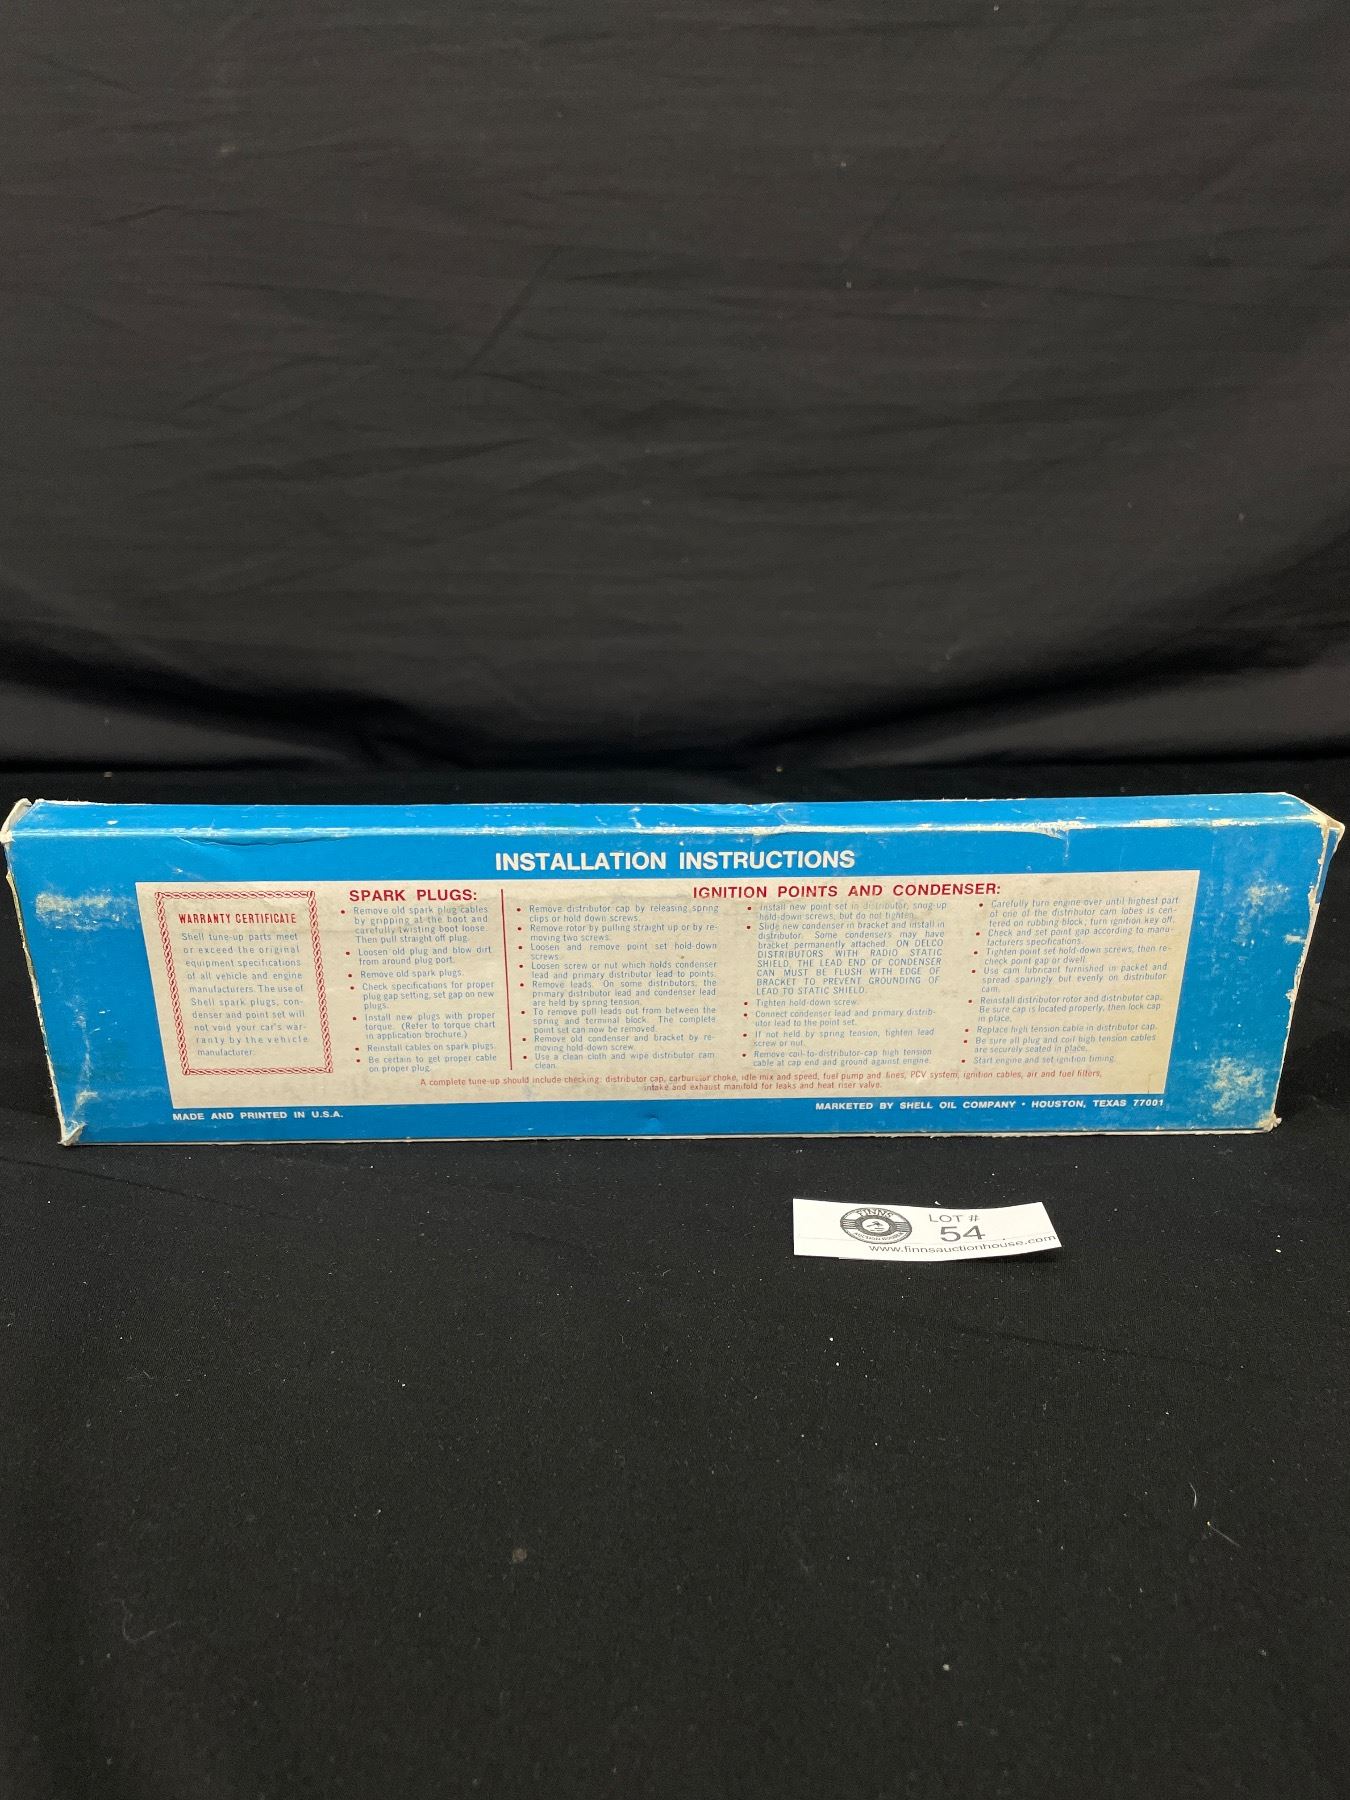 INSTALLATION INSTRUCTIONS
WARRANTY CERTIFICATE
Shell tune-up parts meet
or exceed the original
equipment specifications
of all vehicle and engine
manufacturers. The use of
Shell spark plugs, con-
denser and point set will
not void your car's war-
ranty by the vehicle
manufacturer.
SPARK PLUGS:
• Remove old spark plug cables
by gripping at the boot and
carefully twisting boot loose.
Then pull straight off plug.
• Loosen old plug and blow dirt
from around plug port.
• Remove old spark plugs.
• Check specifications for proper
plug gap setting, set gap on new
plugs.
• Install new plugs with proper
torque. (Refer to torque chart
in application brochure.)
• Reinstall cables on spark plugs.
• Be certain to get proper cable
on proper plug.
IGNITION POINTS AND CONDENSER:
• Remove distributor cap by releasing spring
clips or hold down screws.
• Remove rotor by pulling straight up or by re-
moving two screws.
• Loosen and remove point set hold-down
screws.
• Loosen screw or nut which holds condenser
lead and primary distributor lead to points.
• Remove leads. On some distributors, the
primary distributor lead and condenser lead
are held by spring tension.
• To remove pull leads out from between the
spring and terminal block. The complete
point set can now be removed.
• Remove old condenser and bracket by re-
moving hold-down screw.
• Use a clean cloth and wipe distributor cam
clean.
• Install new point set in distributor, snug-up
hold-down screws, but do not tighten.
• Slide new condenser in bracket and install in
distributor. Some condensers may have
bracket permanently attached. ON DELCO
DISTRIBUTORS WITH RADIO STATIC
SHIELD, THE LEAD END OF CONDENSER
CAN MUST BE FLUSH WITH EDGE OF
BRACKET TO PREVENT GROUNDING OF
LEAD TO STATIC SHIELD.
• Tighten hold-down screw.
• Connect condenser lead and primary distrib-
utor lead to the point set.
• If not held by spring tension, tighten lead
screw or nut.
• Remove coil-to-distributor-cap high tension
cable at cap end and ground against engine.
• Carefully turn engine over until highest part
of one of the distributor cam lobes is cen-
tered on rubbing block; turn ignition key off.
• Check and set point gap according to manu-
facturers specifications.
• Tighten point set hold-down screws, then re-
check point gap or dwell.
• Use cam lubricant furnished in packet and
spread sparingly but evenly on distributor
cam.
• Reinstall distributor rotor and distributor cap.
Be sure cap is located properly, then lock cap
in place.
• Replace high tension cable in distributor cap.
• Be sure all plug and coil high tension cables
are securely seated in place.
• Start engine and set ignition timing.
A complete tune-up should include checking: distributor cap, carburetor choke, idle mix and speed, fuel pump and lines, PCV system, ignition cables, air and fuel filters,
intake and exhaust manifold for leaks and heat riser valve.
MADE AND PRINTED IN U.S.A.
MARKETED BY SHELL OIL COMPANY • HOUSTON, TEXAS 77001
FINNS
AUCTION HOUSE
LOT #
54
www.finnsauctionhouse.com